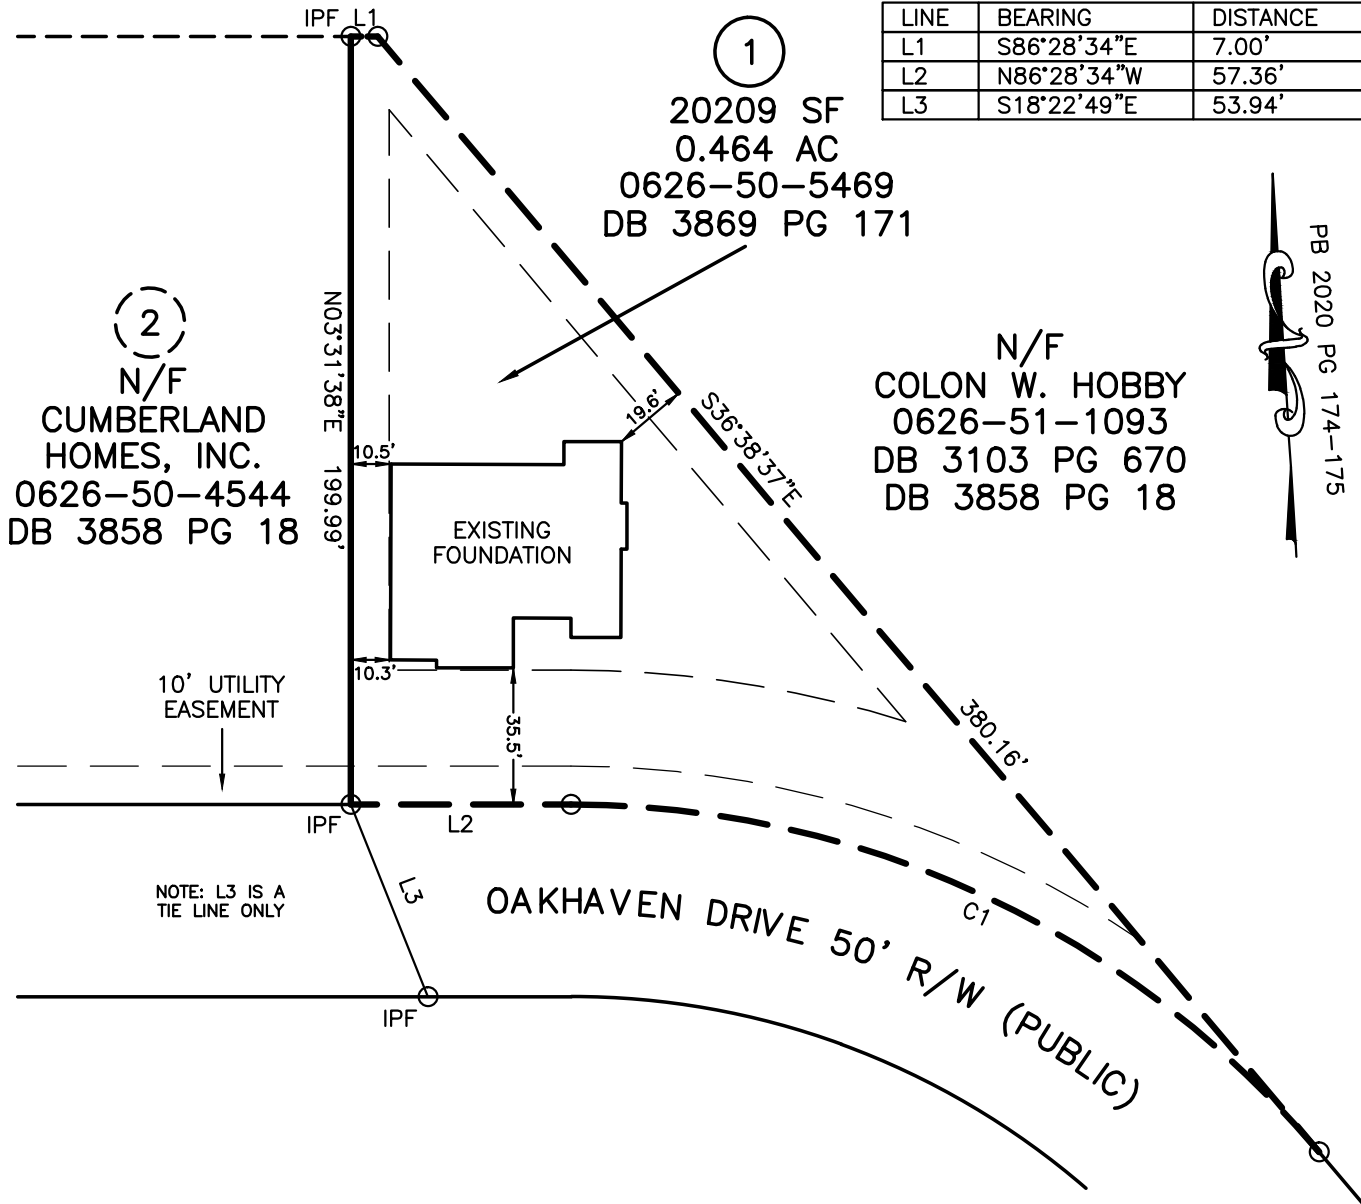 IPF L1
LINE BEARING DISTANCE
L1 S86°28'34"E 7.00'
L2 N86°28'34"W 57.36'
L3 S18°22'49"E 53.94'
1
20209 SF
0.464 AC
0626-50-5469
DB 3869 PG 171
PB 2020 PG 174-175
2
N/F
CUMBERLAND
HOMES, INC.
0626-50-4544
DB 3858 PG 18
N03°31'38"E 199.99'
N/F
COLON W. HOBBY
0626-51-1093
DB 3103 PG 670
DB 3858 PG 18
S36°38'37"E
380.16'
19.6'
10.5'
EXISTING
FOUNDATION
10.3'
35.5'
10' UTILITY
EASEMENT
IPF
L2
L3
NOTE: L3 IS A
TIE LINE ONLY
C1
OAKHAVEN DRIVE 50' R/W (PUBLIC)
IPF